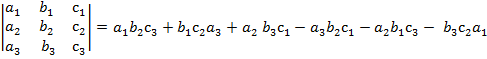 |a₁ b₁ c₁|
|a₂ b₂ c₂| = a₁b₂c₃ + b₁c₂a₃ + a₂ b₃c₁ − a₃b₂c₁ − a₂b₁c₃ − b₃c₂a₁
|a₃ b₃ c₃|